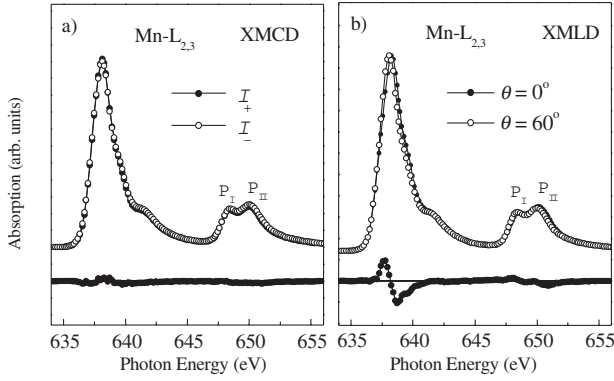 a) Mn-L2,3 XMCD
I+
I−
PI PII
Absorption (arb. units)
635 640 645 650 655
Photon Energy (eV)
b) Mn-L2,3 XMLD
θ = 0°
θ = 60°
PI PII
635 640 645 650 655
Photon Energy (eV)